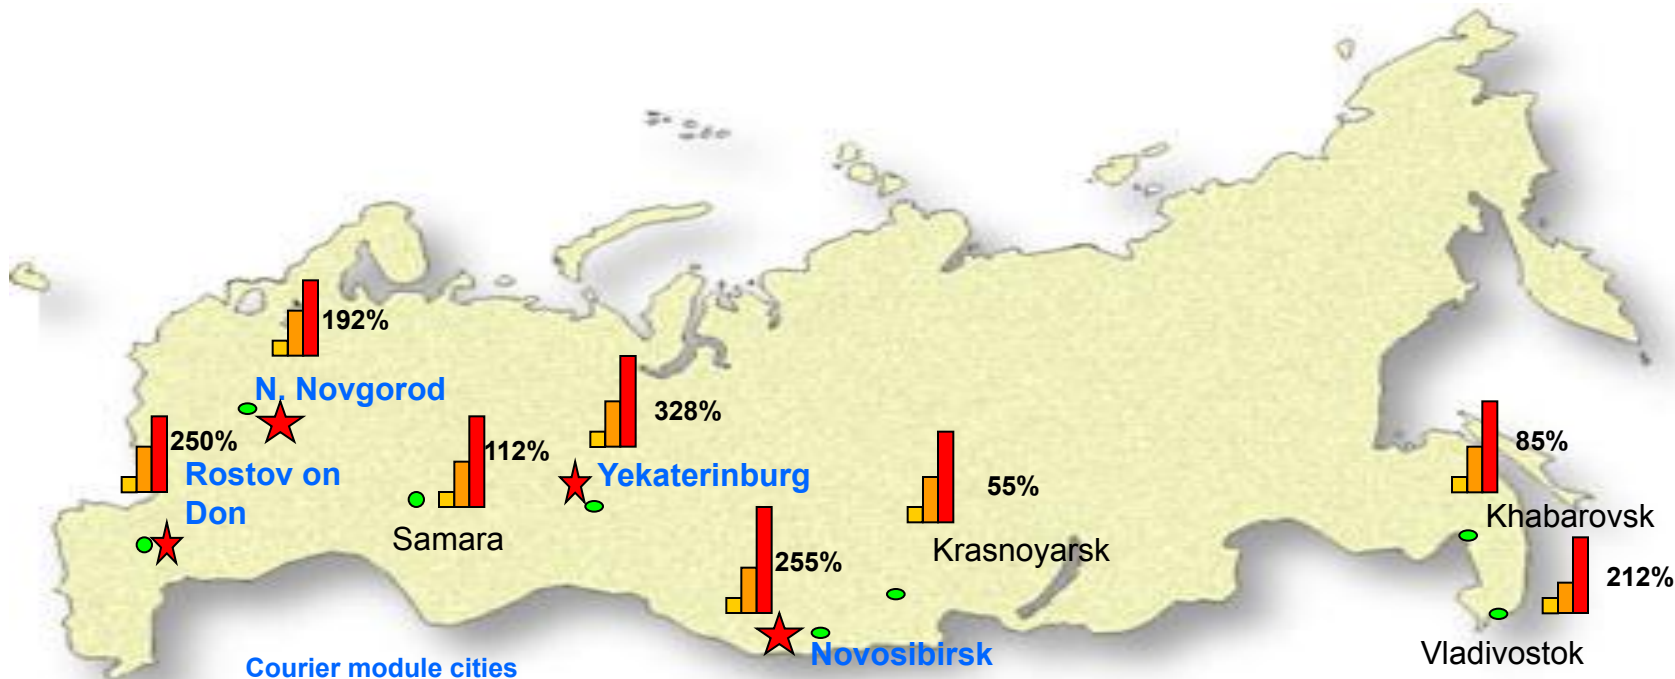 192%
N. Novgorod
250%
Rostov on
Don
112%
Samara
328%
Yekaterinburg
255%
Novosibirsk
55%
Krasnoyarsk
85%
Khabarovsk
212%
Vladivostok
Courier module cities